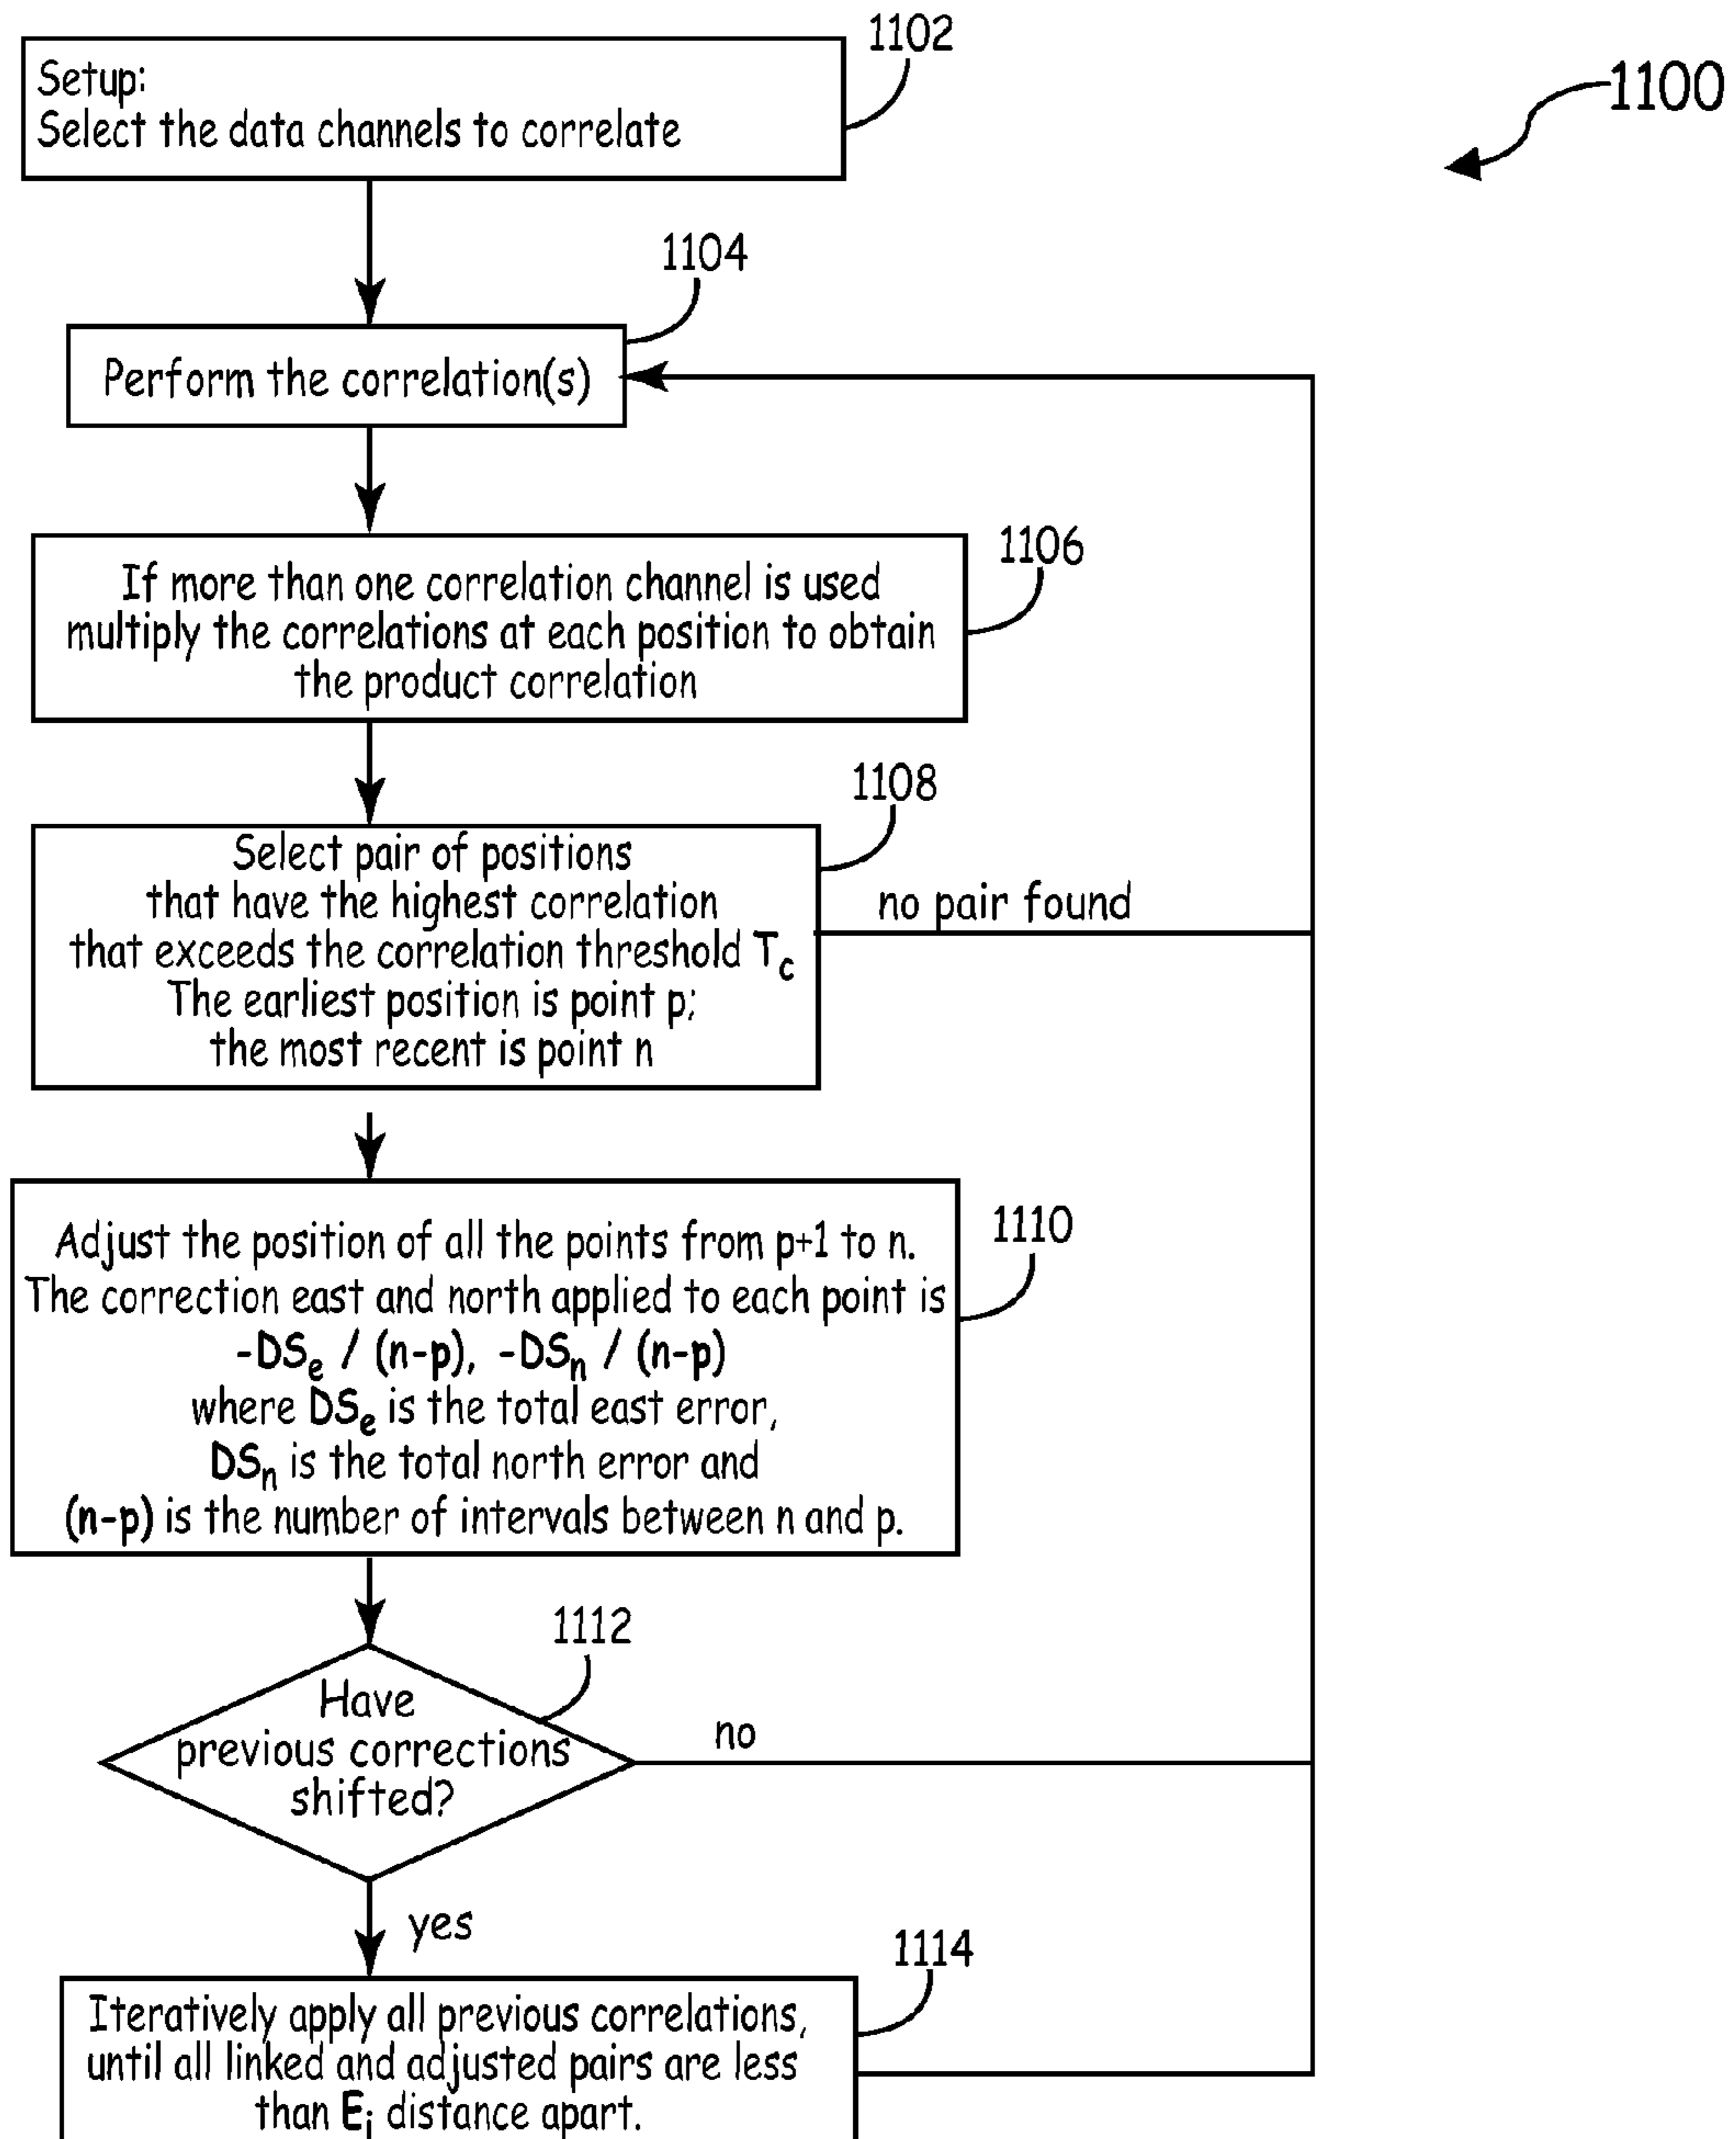 1102
Setup:
Select the data channels to correlate
1100
1104
Perform the correlation(s)
1106
If more than one correlation channel is used
multiply the correlations at each position to obtain
the product correlation
1108
Select pair of positions
that have the highest correlation
that exceeds the correlation threshold Tc
The earliest position is point p;
the most recent is point n
no pair found
1110
Adjust the position of all the points from p+1 to n.
The correction east and north applied to each point is
-DSe / (n-p), -DSn / (n-p)
where DSe is the total east error,
DSn is the total north error and
(n-p) is the number of intervals between n and p.
1112
Have
previous corrections
shifted?
no
yes
1114
Iteratively apply all previous correlations,
until all linked and adjusted pairs are less
than Ei distance apart.